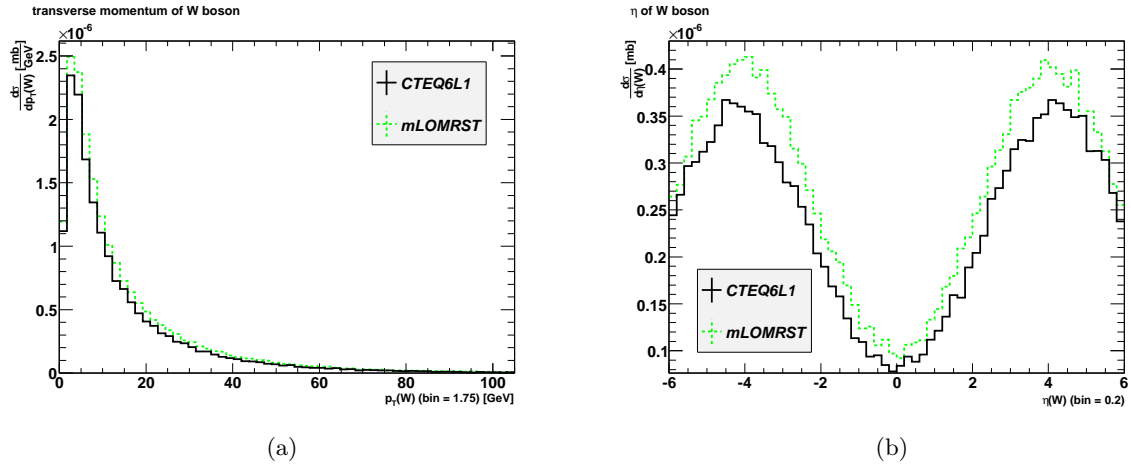 transverse momentum of W boson
×10⁻⁶
dσ/dp_T(W) [mb/GeV]
2.5
2
1.5
1
0.5
0
0 20 40 60 80 100
p_T(W) (bin = 1.75) [GeV]
CTEQ6L1
mLOMRST
(a)
η of W boson
×10⁻⁶
dσ/dη(W) [mb]
0.4
0.35
0.3
0.25
0.2
0.15
0.1
-6 -4 -2 0 2 4 6
η(W) (bin = 0.2)
CTEQ6L1
mLOMRST
(b)